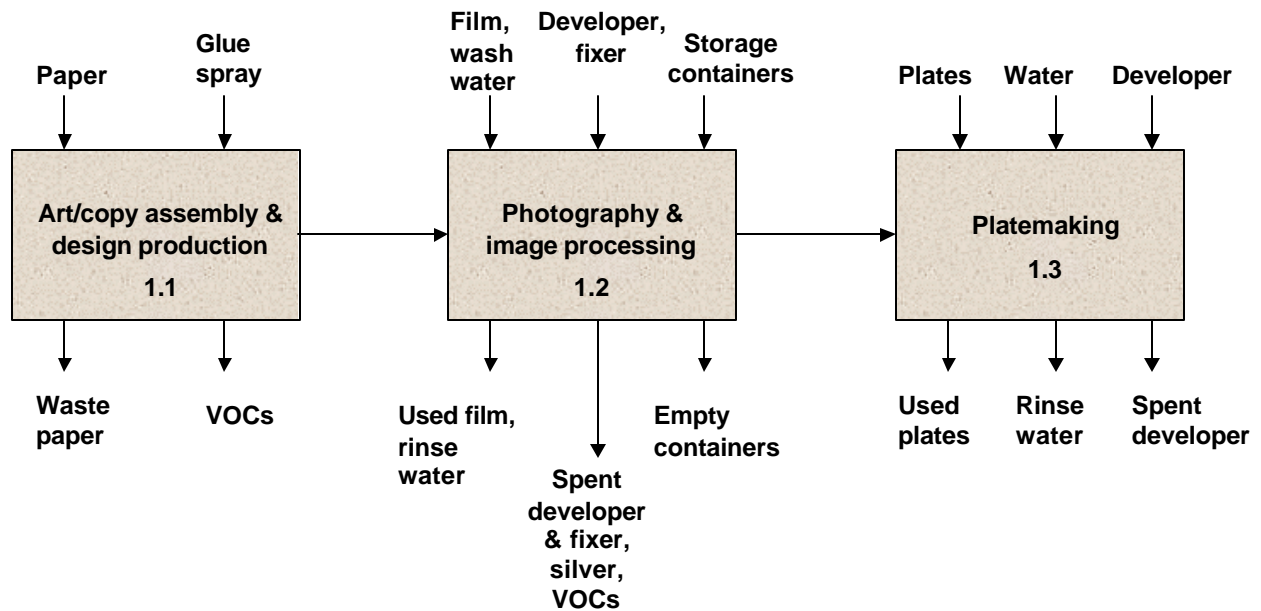 Paper
Glue
spray
Film,
wash
water
Developer,
fixer
Storage
containers
Plates
Water
Developer
Art/copy assembly &
design production
1.1
Photography &
image processing
1.2
Platemaking
1.3
Waste
paper
VOCs
Used film,
rinse
water
Spent
developer
& fixer,
silver,
VOCs
Empty
containers
Used
plates
Rinse
water
Spent
developer